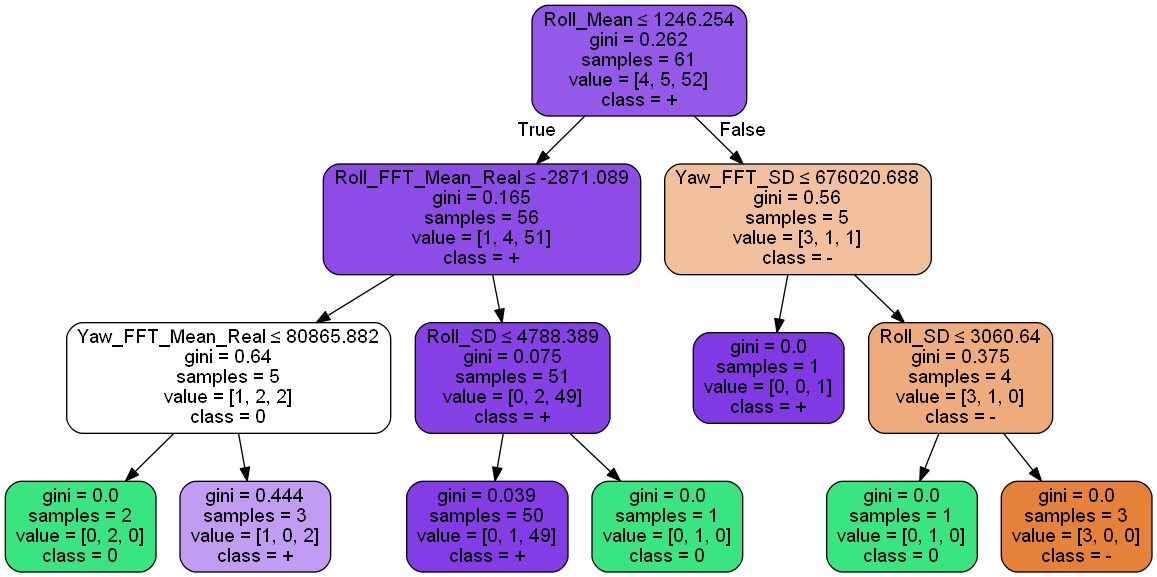 Roll_Mean ≤ 1246.254
gini = 0.262
samples = 61
value = [4, 5, 52]
class = +
True
False
Roll_FFT_Mean_Real ≤ -2871.089
gini = 0.165
samples = 56
value = [1, 4, 51]
class = +
Yaw_FFT_SD ≤ 676020.688
gini = 0.56
samples = 5
value = [3, 1, 1]
class = -
Yaw_FFT_Mean_Real ≤ 80865.882
gini = 0.64
samples = 5
value = [1, 2, 2]
class = 0
Roll_SD ≤ 4788.389
gini = 0.075
samples = 51
value = [0, 2, 49]
class = +
gini = 0.0
samples = 1
value = [0, 0, 1]
class = +
Roll_SD ≤ 3060.64
gini = 0.375
samples = 4
value = [3, 1, 0]
class = -
gini = 0.0
samples = 2
value = [0, 2, 0]
class = 0
gini = 0.444
samples = 3
value = [1, 0, 2]
class = +
gini = 0.039
samples = 50
value = [0, 1, 49]
class = +
gini = 0.0
samples = 1
value = [0, 1, 0]
class = 0
gini = 0.0
samples = 1
value = [0, 1, 0]
class = 0
gini = 0.0
samples = 3
value = [3, 0, 0]
class = -